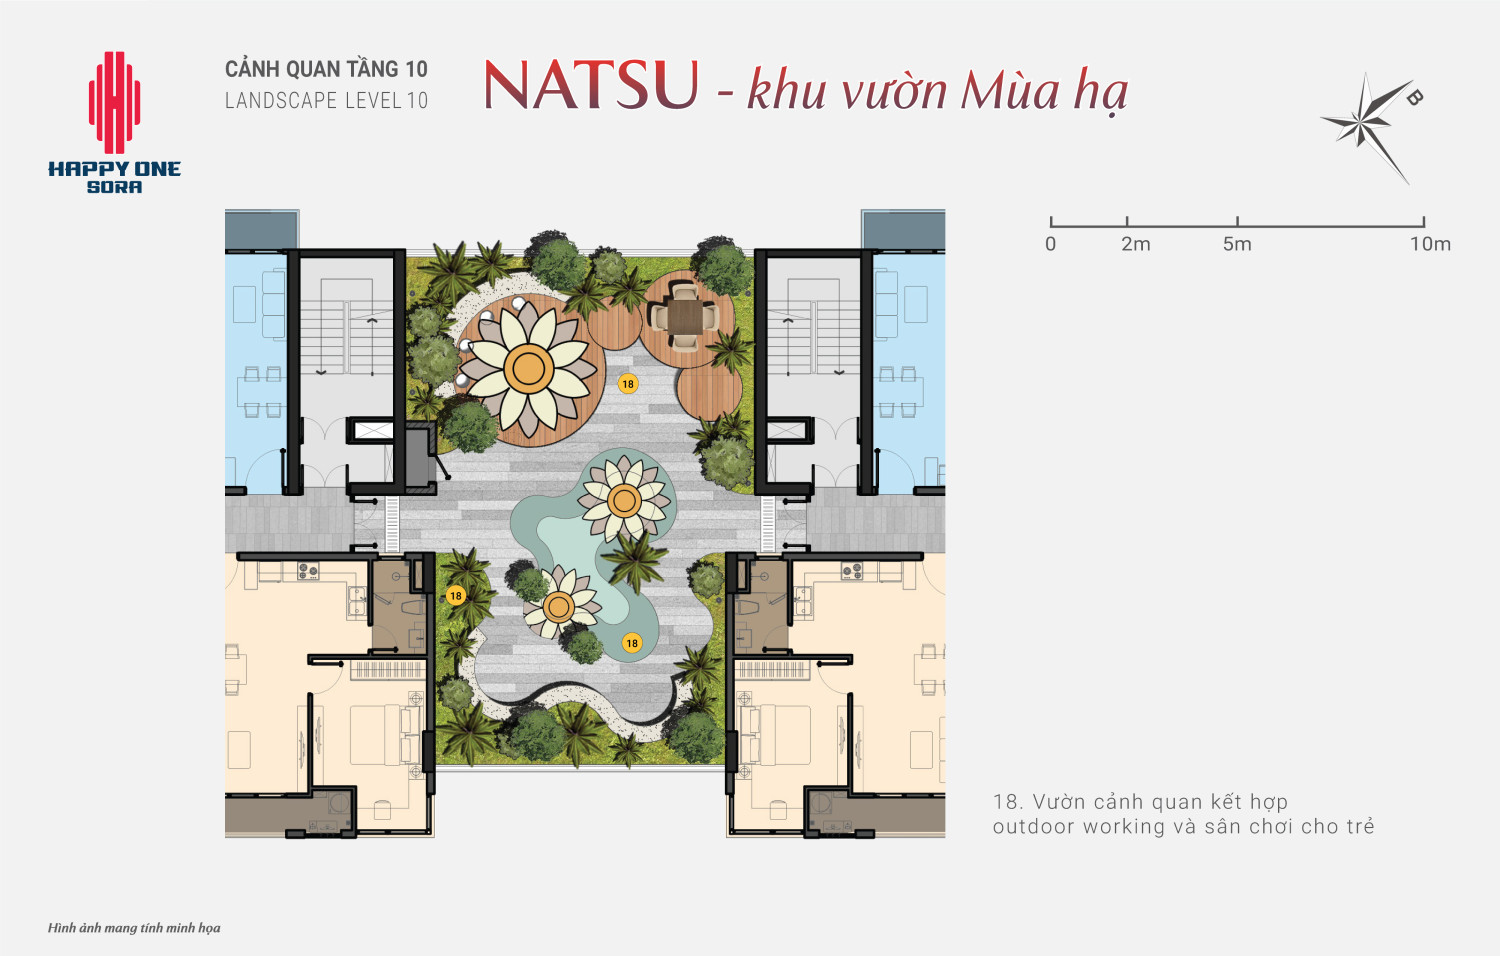 HAPPY ONE
SORA
CẢNH QUAN TẦNG 10
LANDSCAPE LEVEL 10
NATSU - khu vườn Mùa hạ
B
0 2m 5m 10m
18
18
18
18. Vườn cảnh quan kết hợp
outdoor working và sân chơi cho trẻ
Hình ảnh mang tính minh họa